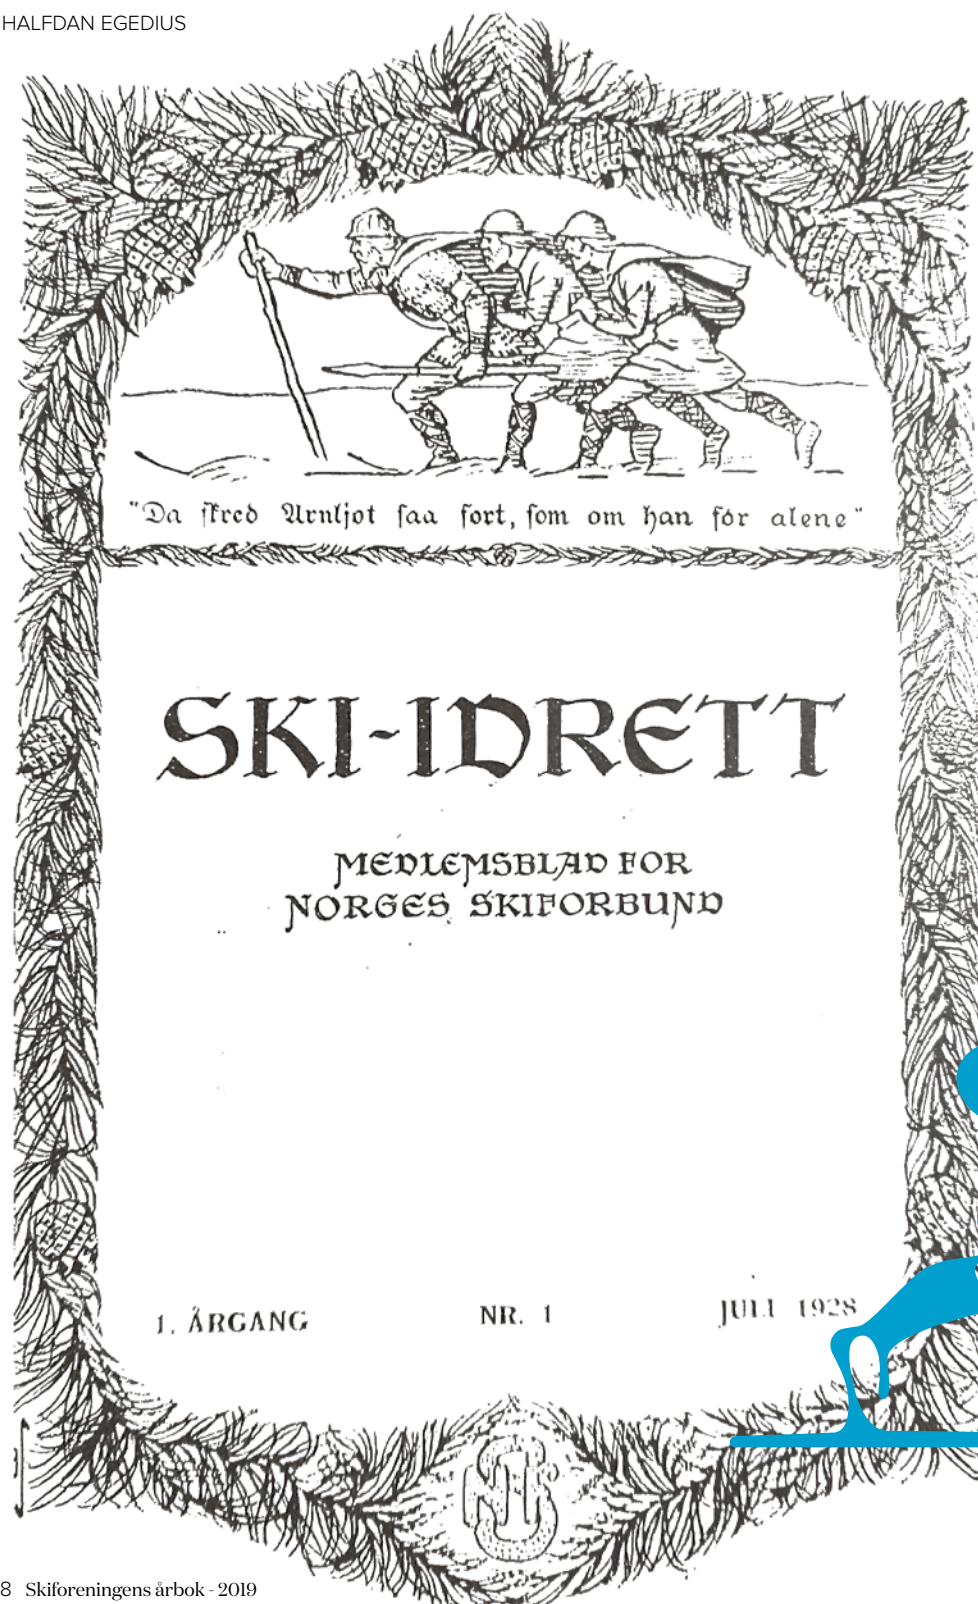 HALFDAN EGEDIUS
"Da skred Arnljot saa fort, som om han fór alene"
SKI-IDRETT
MEDLEMSBLAD FOR
NORGES SKIFORBUND
1. ÅRGANG NR. 1 JULI 1928
8 Skiforeningens årbok - 2019